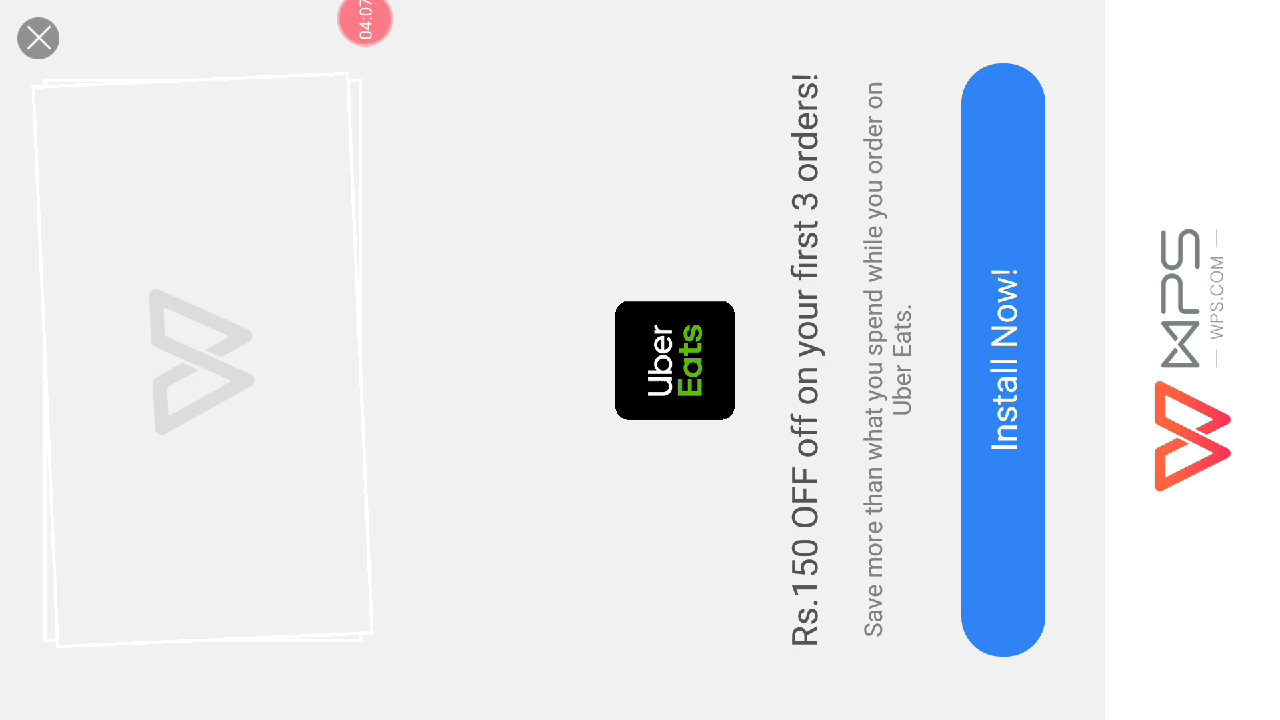 04:07
Uber
Eats
Rs.150 OFF off on your first 3 orders!
Save more than what you spend while you order on
Uber Eats.
Install Now!
WPS
WPS.COM